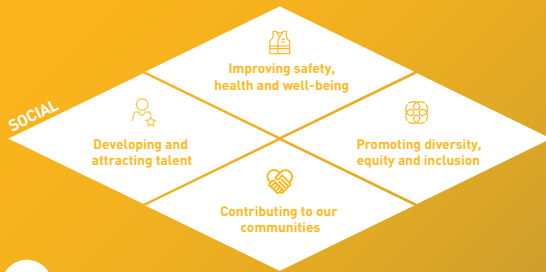 Improving safety,
health and well-being
SOCIAL
Developing and
attracting talent
Promoting diversity,
equity and inclusion
Contributing to our
communities